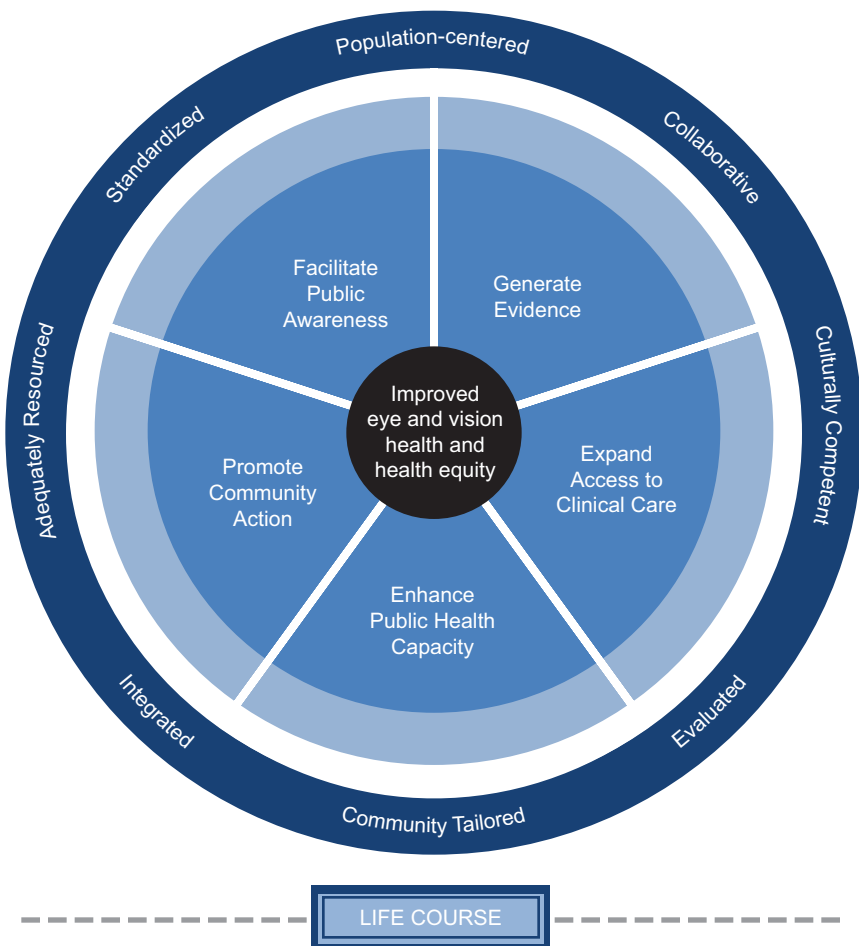 Population-centered
Collaborative
Culturally Competent
Evaluated
Community Tailored
Integrated
Adequately Resourced
Standardized
Facilitate
Public
Awareness
Generate
Evidence
Expand
Access to
Clinical Care
Enhance
Public Health
Capacity
Promote
Community
Action
Improved
eye and vision
health and
health equity
LIFE COURSE